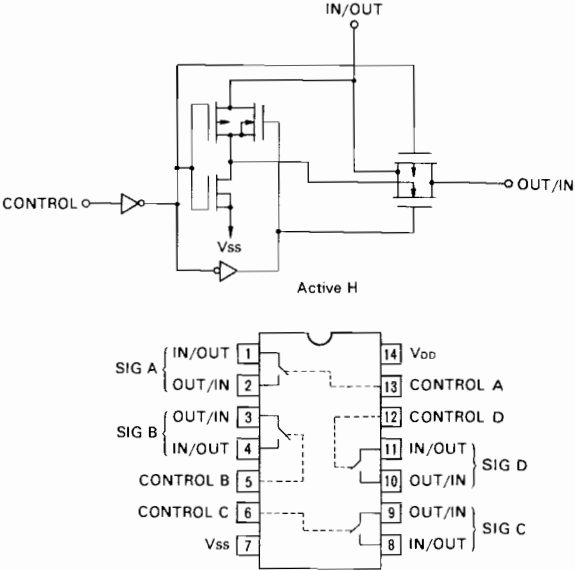 IN/OUT
CONTROL
OUT/IN
Vss
Active H
SIG A
IN/OUT 1
OUT/IN 2
SIG B
OUT/IN 3
IN/OUT 4
CONTROL B 5
CONTROL C 6
Vss 7
14 VDD
13 CONTROL A
12 CONTROL D
11 IN/OUT
10 OUT/IN
SIG D
9 OUT/IN
8 IN/OUT
SIG C